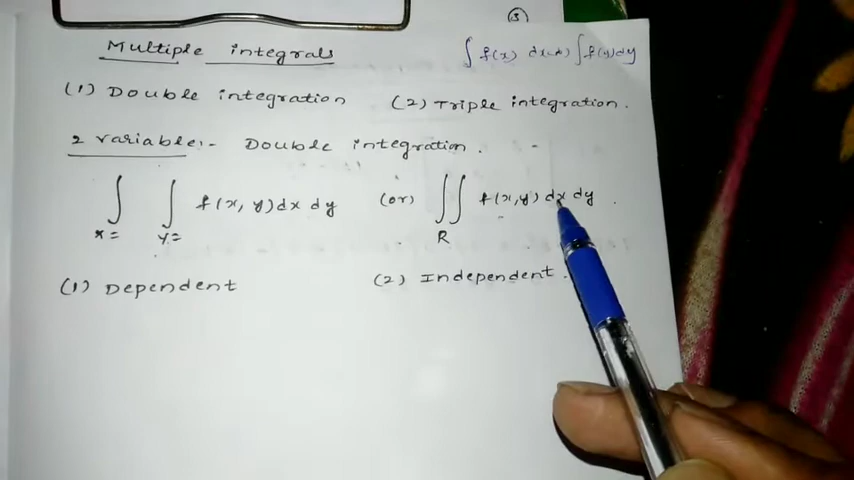 Multiple integrals ∫ f(x) dx ∫ f(y) dy
(1) Double integration (2) Triple integration.
2 variable:- Double integration.
∫ ∫ f(x, y) dx dy (or) ∬ f(x,y) dx dy
x= y= R
(1) Dependent (2) Independent.